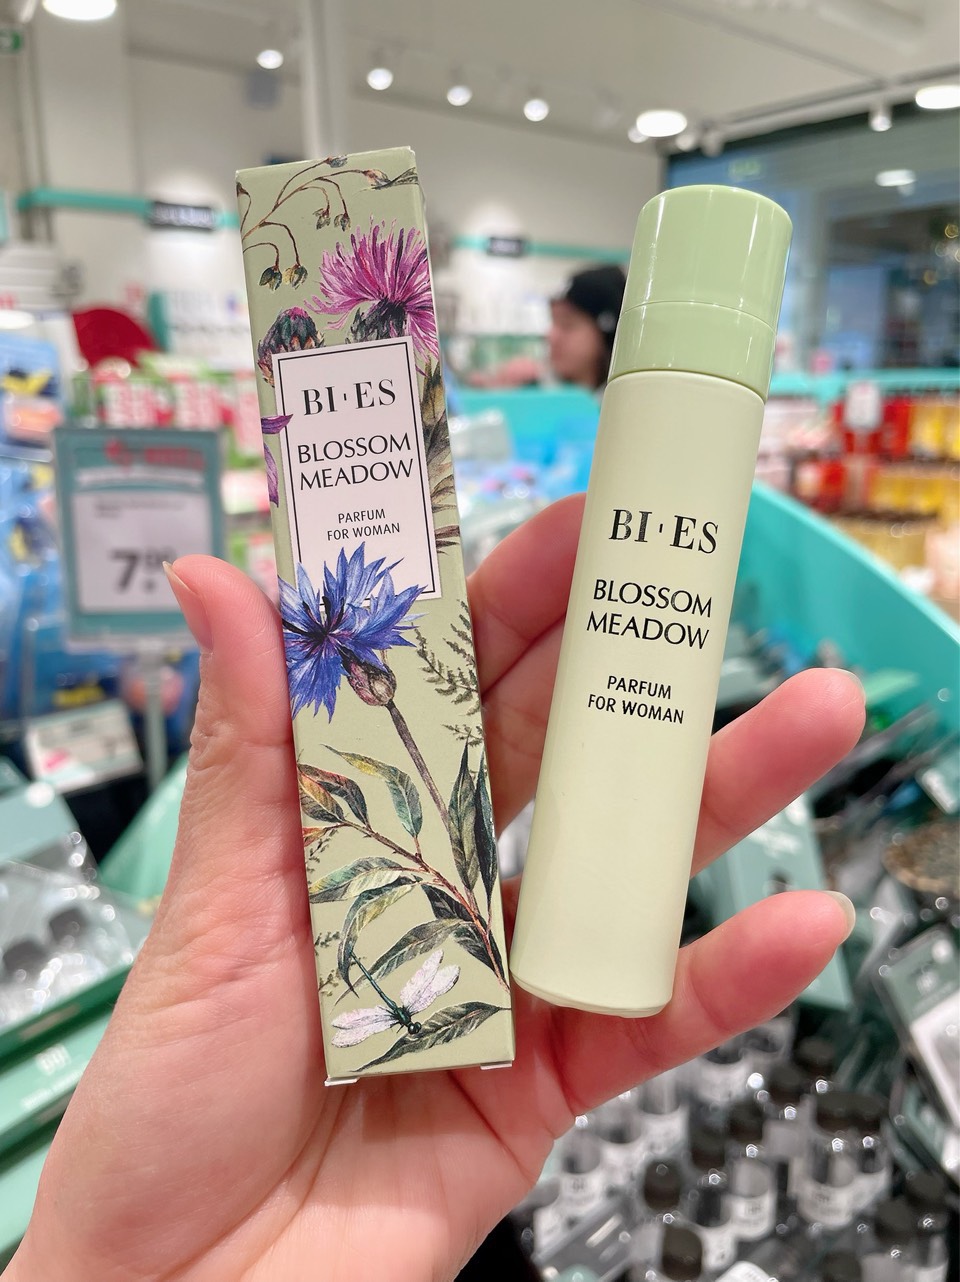 BI·ES
BLOSSOM
MEADOW
PARFUM
FOR WOMAN
BI·ES
BLOSSOM
MEADOW
PARFUM
FOR WOMAN